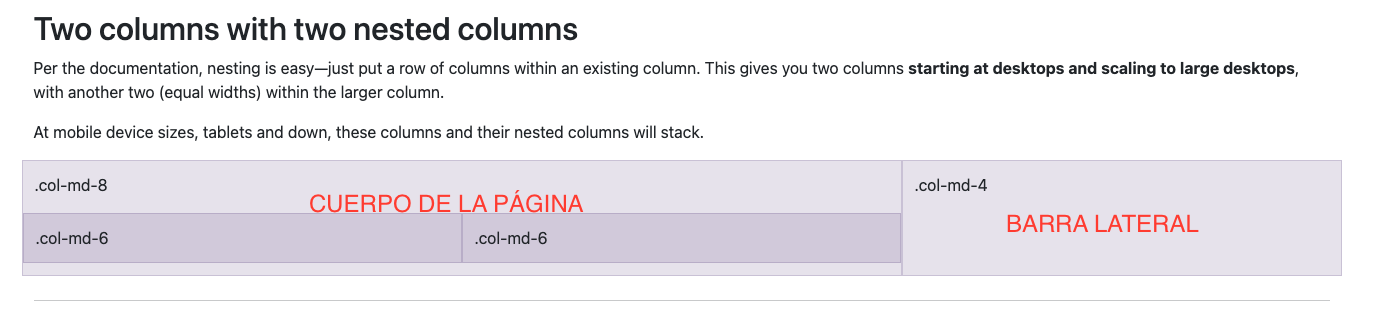 Two columns with two nested columns
Per the documentation, nesting is easy—just put a row of columns within an existing column. This gives you two columns starting at desktops and scaling to large desktops,
with another two (equal widths) within the larger column.
At mobile device sizes, tablets and down, these columns and their nested columns will stack.
.col-md-8
CUERPO DE LA PÁGINA
.col-md-6
.col-md-6
.col-md-4
BARRA LATERAL